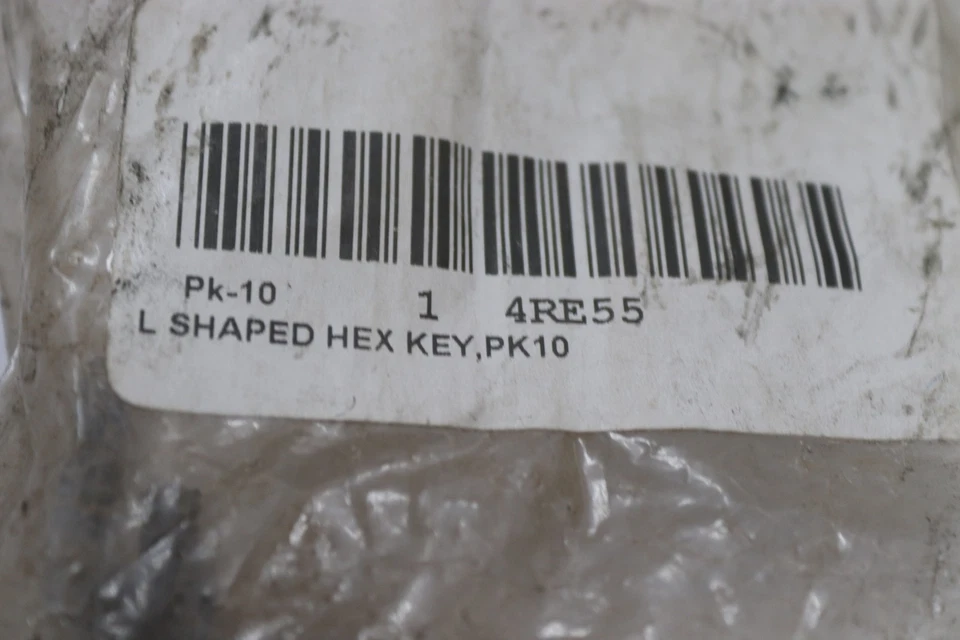 Pk-10 1 4RE55
L SHAPED HEX KEY,PK10